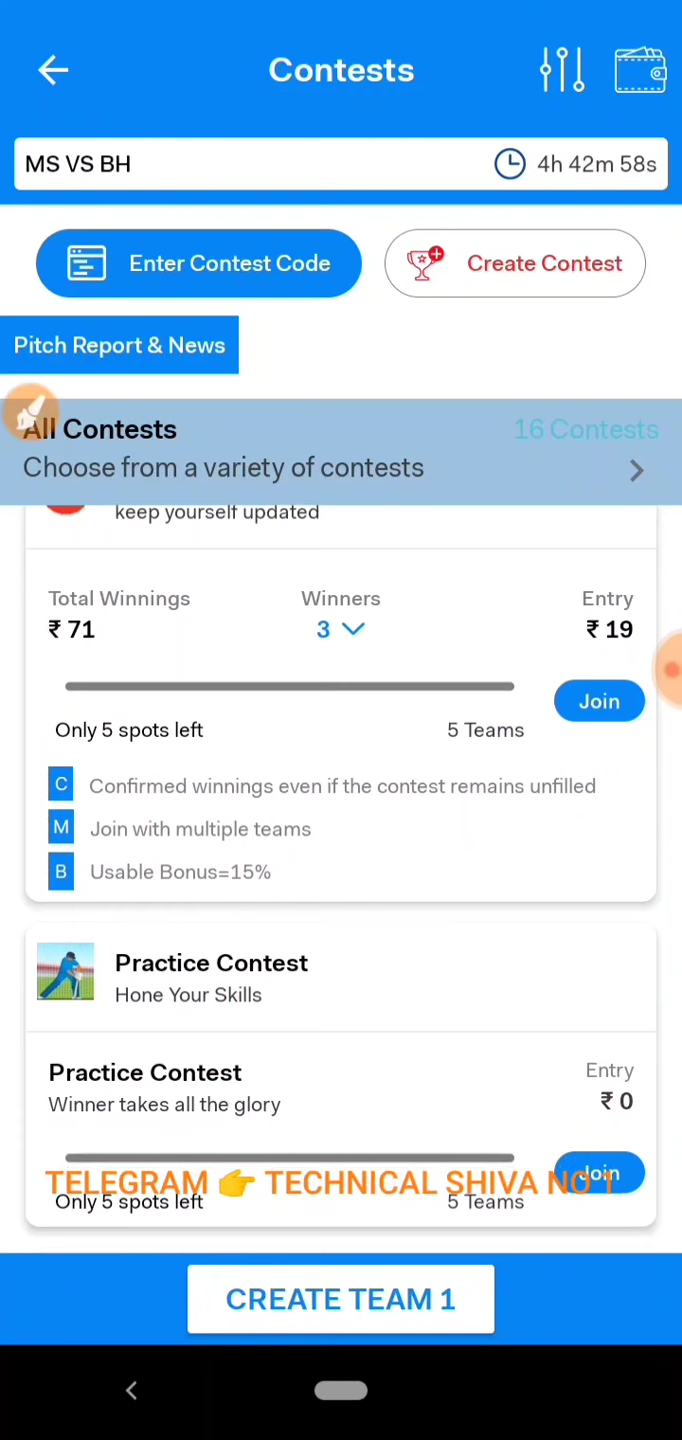 Contests
MS VS BH
4h 42m 58s
Enter Contest Code
Create Contest
Pitch Report & News
All Contests
16 Contests
Choose from a variety of contests
keep yourself updated
Total Winnings
Winners
Entry
₹ 71
3
₹ 19
Join
Only 5 spots left
5 Teams
C Confirmed winnings even if the contest remains unfilled
M Join with multiple teams
B Usable Bonus=15%
Practice Contest
Hone Your Skills
Practice Contest
Entry
Winner takes all the glory
₹ 0
Join
TELEGRAM 👉 TECHNICAL SHIVA NO 1
Only 5 spots left
5 Teams
CREATE TEAM 1